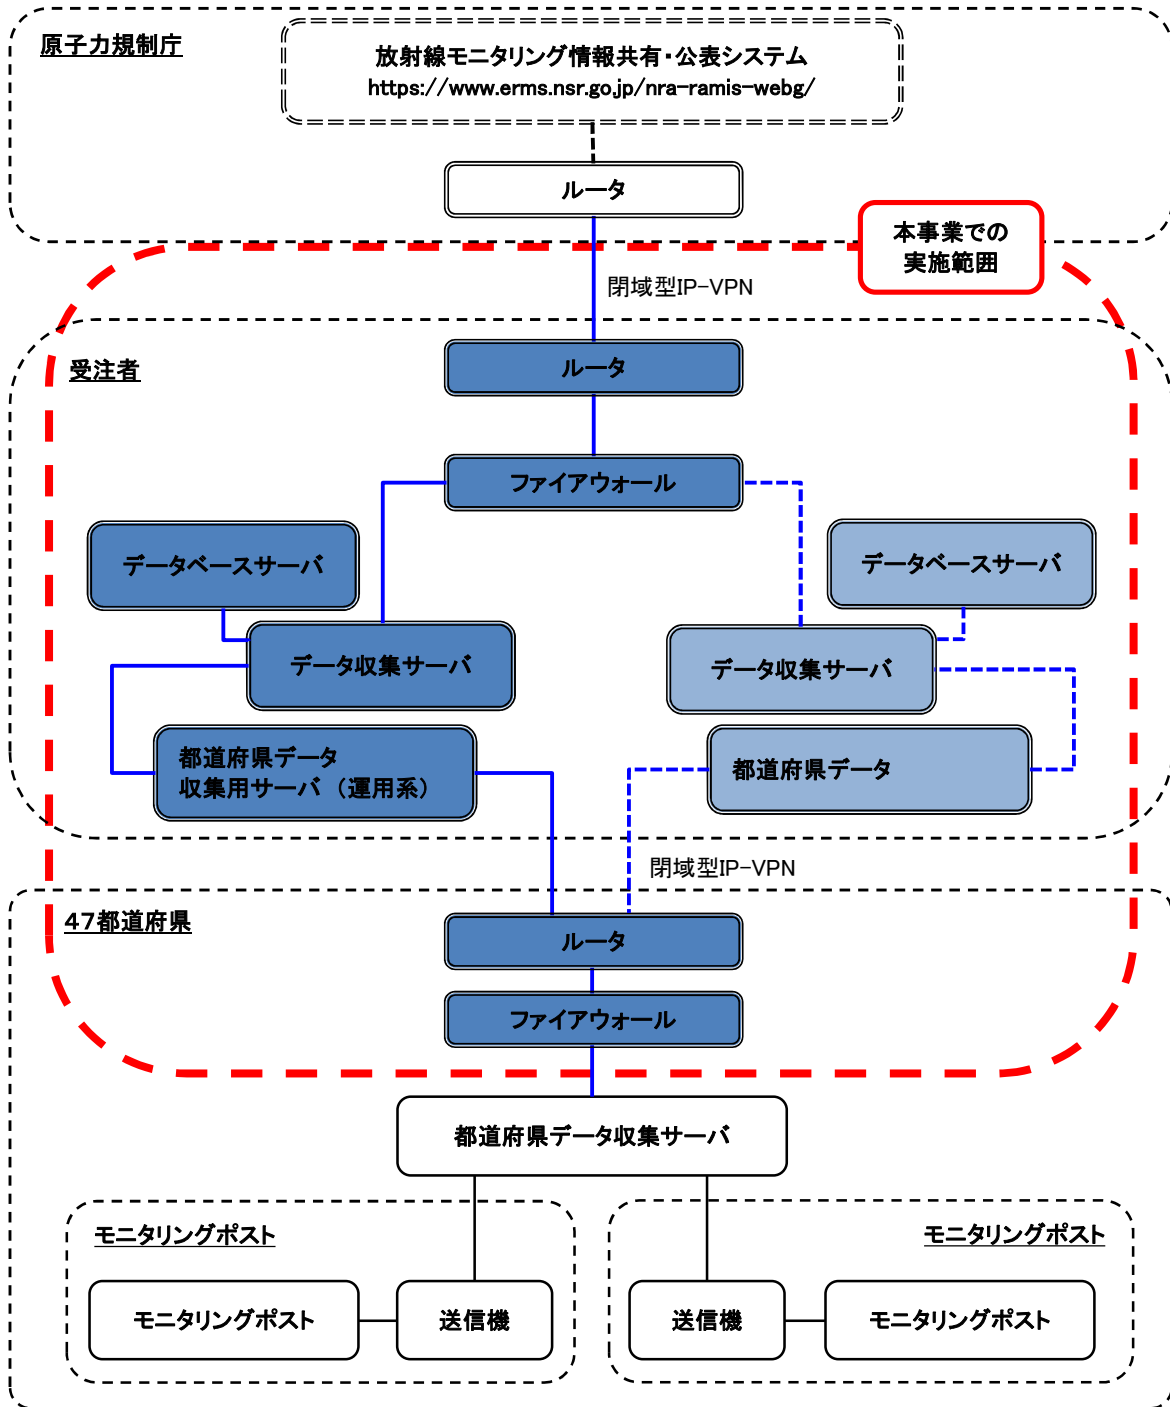 原子力規制庁
放射線モニタリング情報共有・公表システム
https://www.erms.nsr.go.jp/nra-ramis-webg/
ルータ
本事業での
実施範囲
閉域型IP-VPN
受注者
ルータ
ファイアウォール
データベースサーバ
データベースサーバ
データ収集サーバ
データ収集サーバ
都道府県データ
収集用サーバ（運用系）
都道府県データ
閉域型IP-VPN
47都道府県
ルータ
ファイアウォール
都道府県データ収集サーバ
モニタリングポスト
モニタリングポスト
モニタリングポスト
送信機
送信機
モニタリングポスト